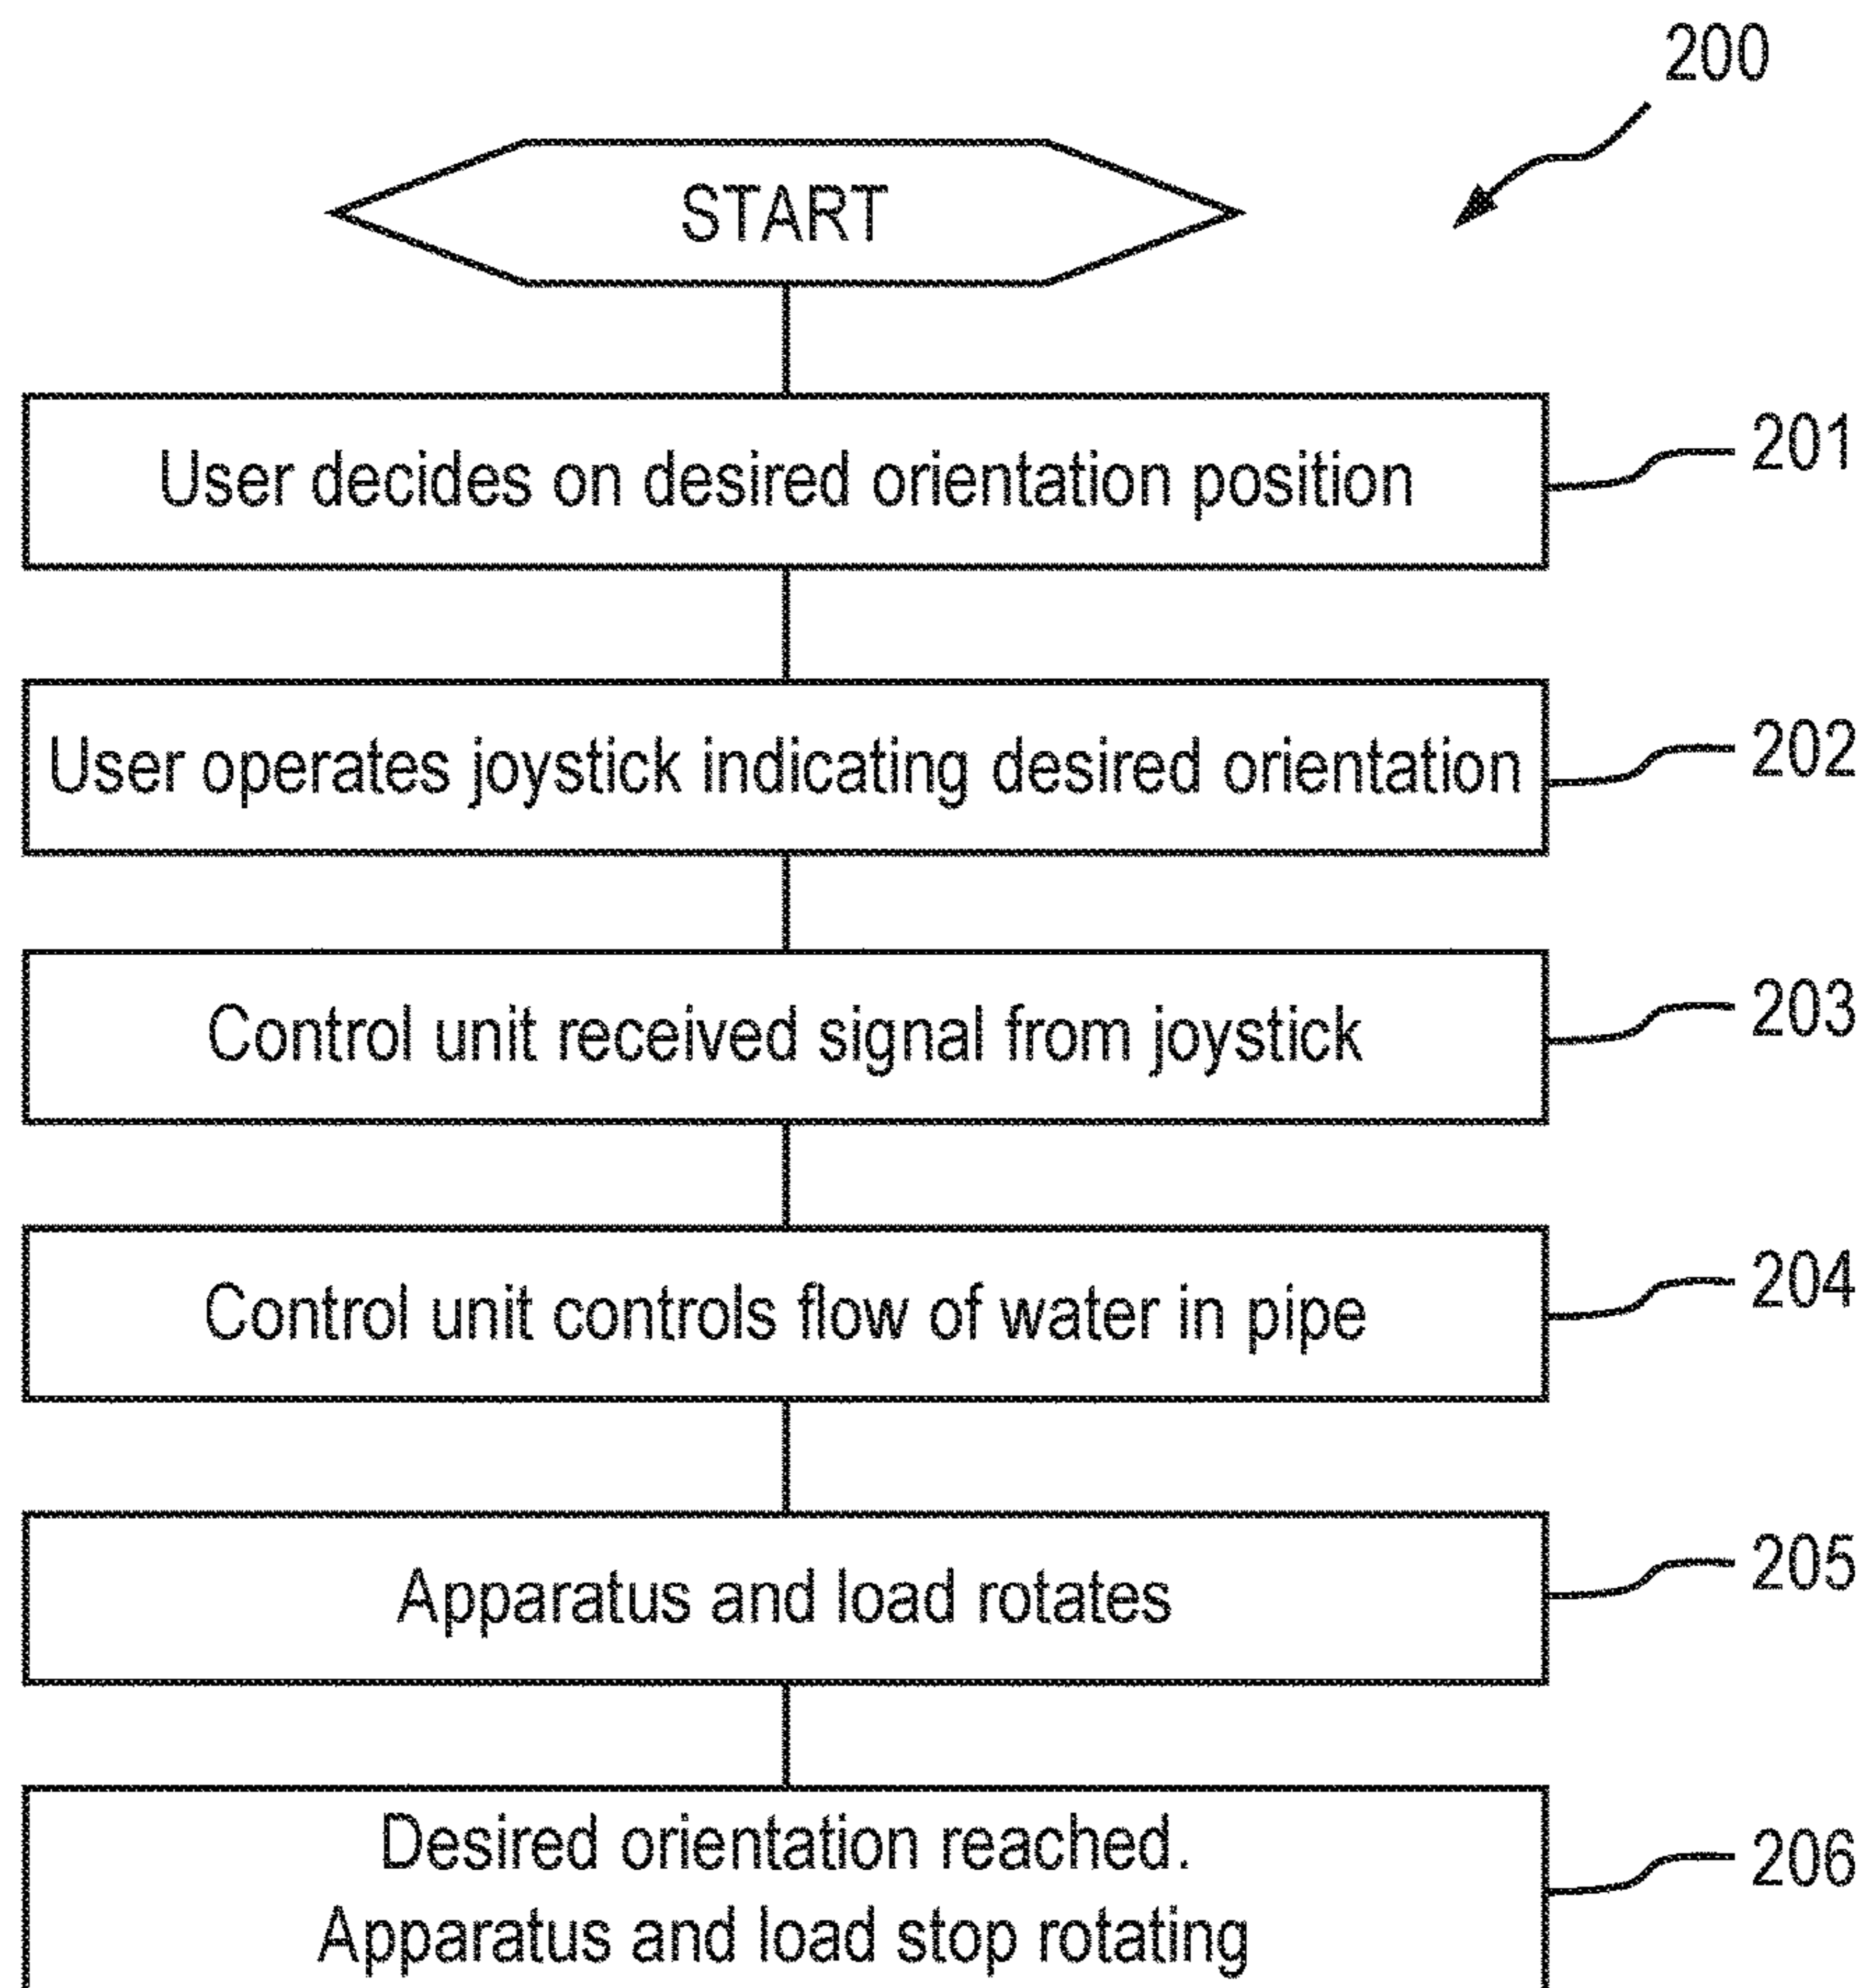 200
START
User decides on desired orientation position
201
User operates joystick indicating desired orientation
202
Control unit received signal from joystick
203
Control unit controls flow of water in pipe
204
Apparatus and load rotates
205
Desired orientation reached.
Apparatus and load stop rotating
206